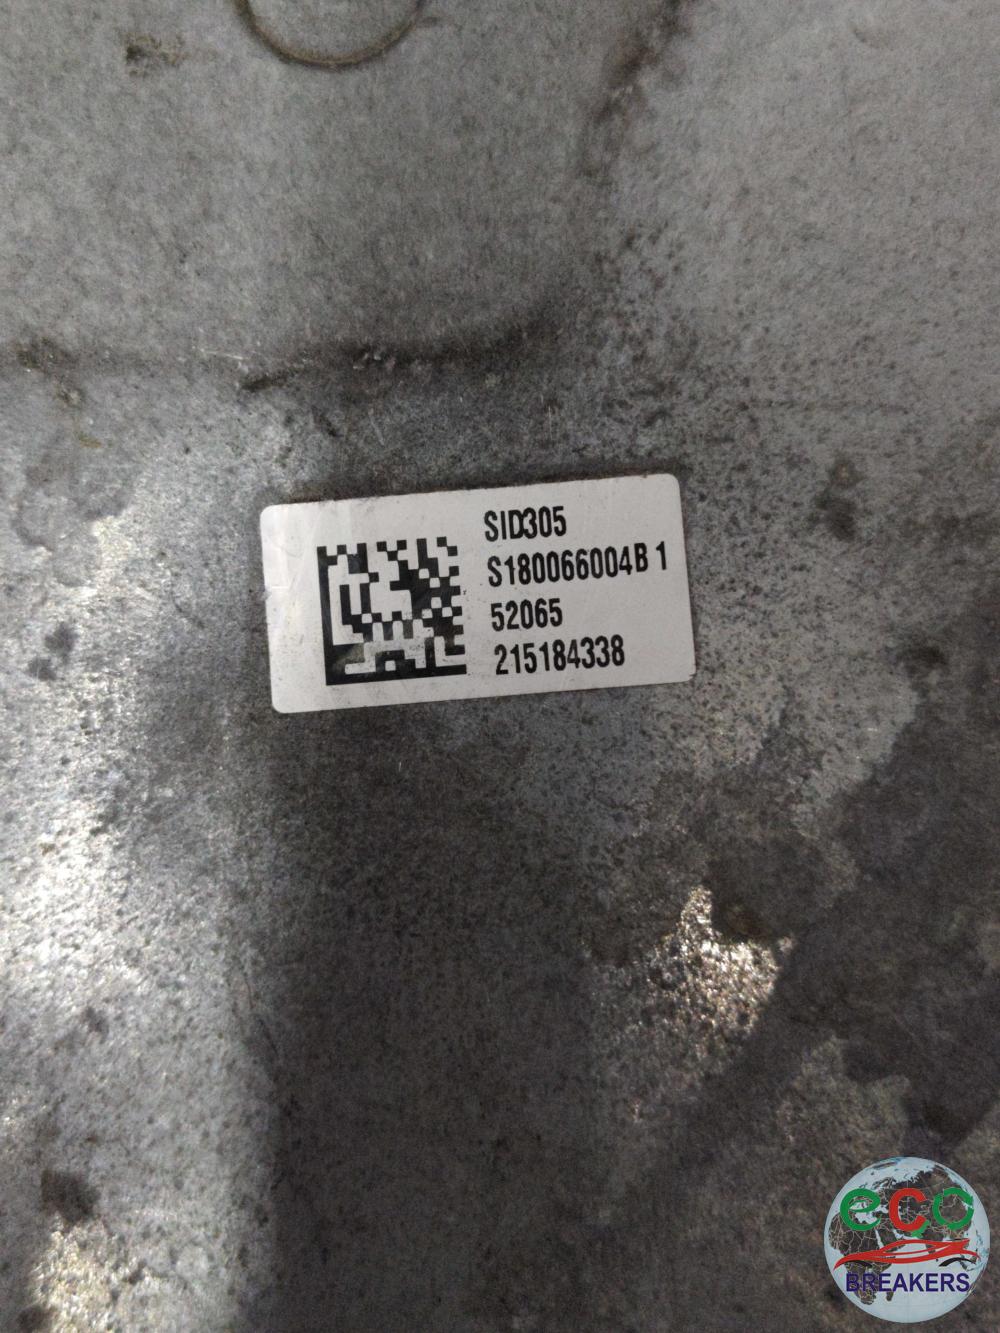 SID305
S180066004B 1
52065
215184338
eco
BREAKERS